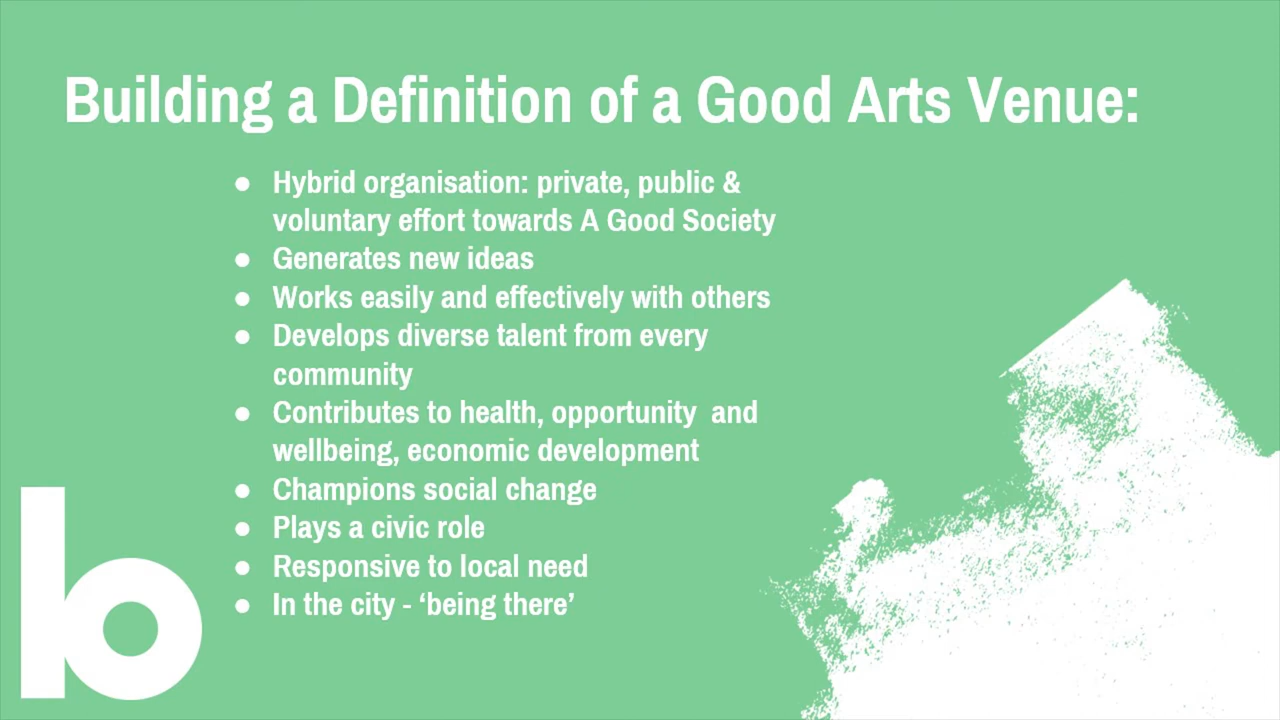 Building a Definition of a Good Arts Venue:
● Hybrid organisation: private, public &
voluntary effort towards A Good Society
● Generates new ideas
● Works easily and effectively with others
● Develops diverse talent from every
community
● Contributes to health, opportunity  and
wellbeing, economic development
● Champions social change
● Plays a civic role
● Responsive to local need
● In the city - ‘being there’
b